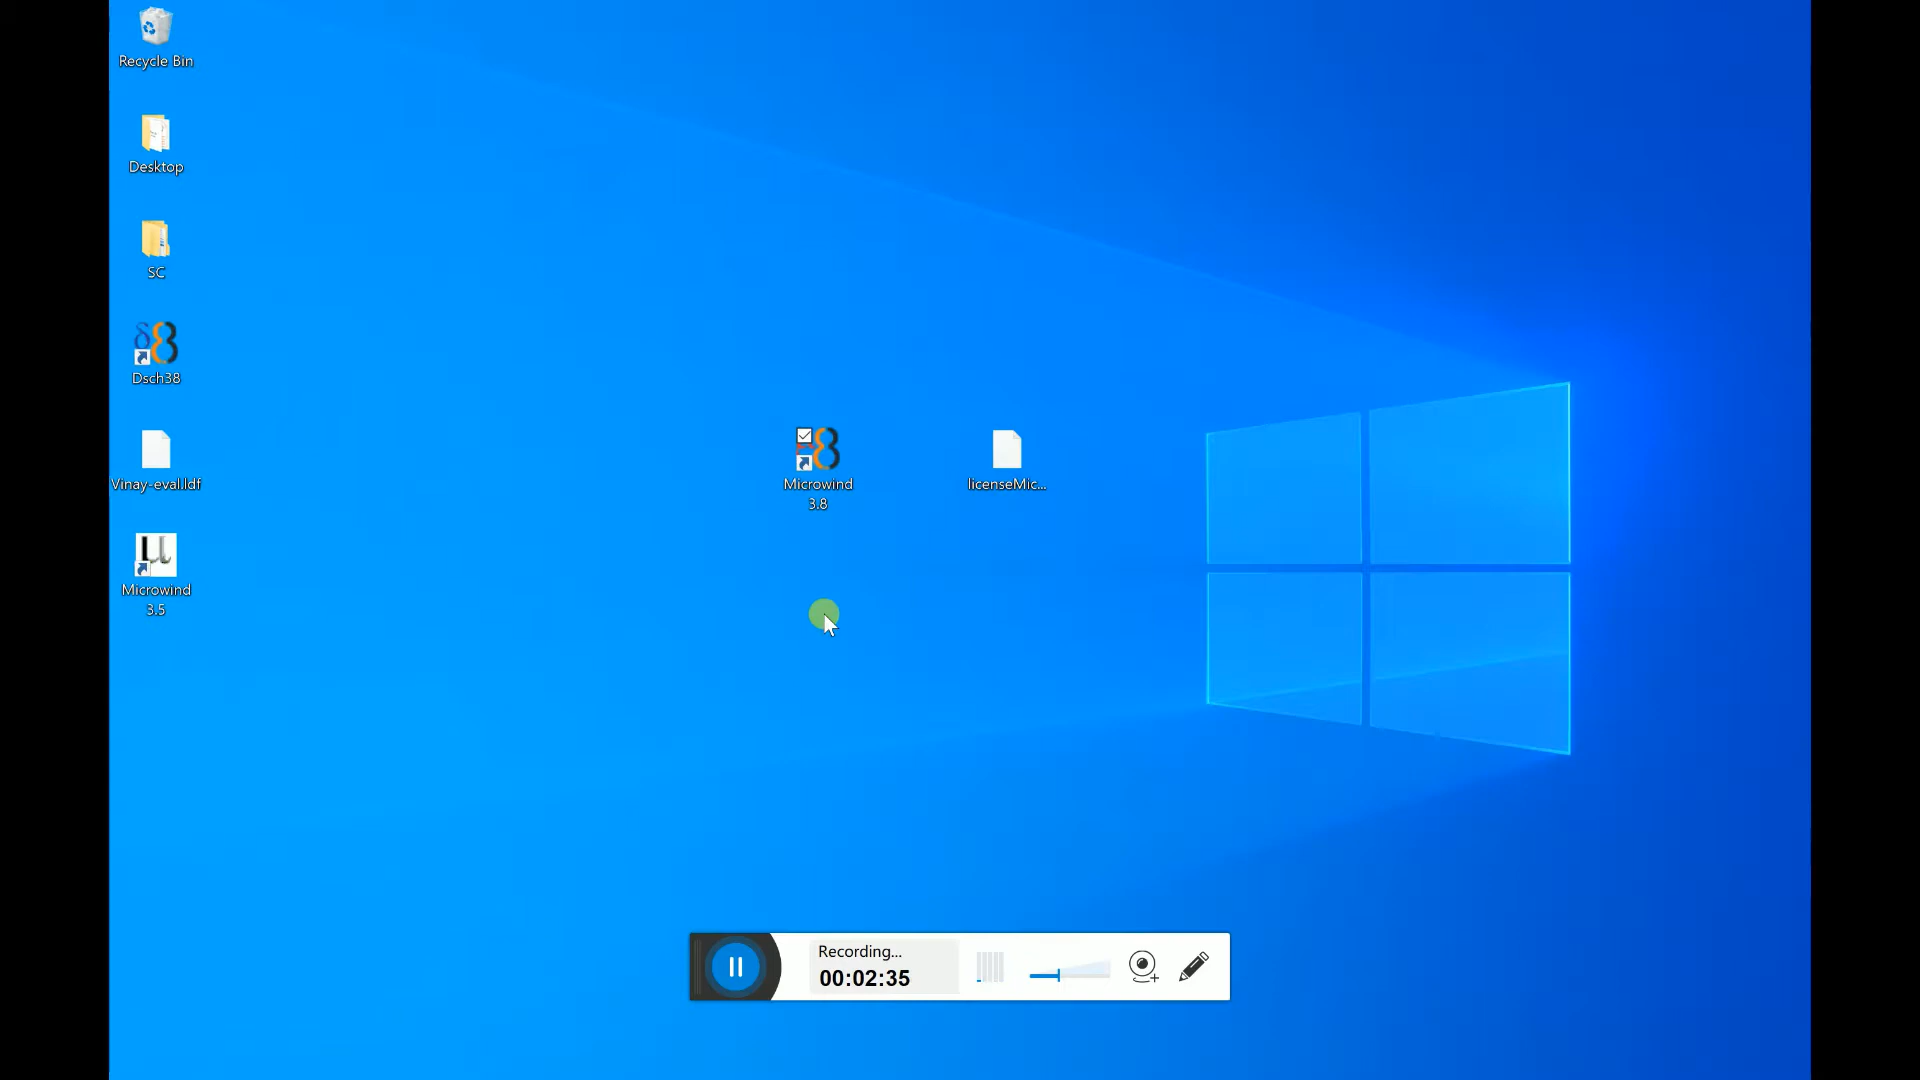 Recycle Bin
Desktop
SC
Dsch38
Vinay-eval.ldf
Microwind
3.5
Microwind
3.8
licenseMic...
Recording...
00:02:35